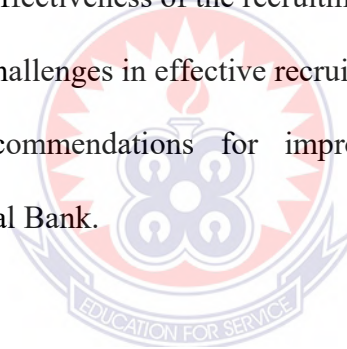 ffectiveness of the recruitm
hallenges in effective recrui
commendations for impro
al Bank.
EDUCATION FOR SERVICE